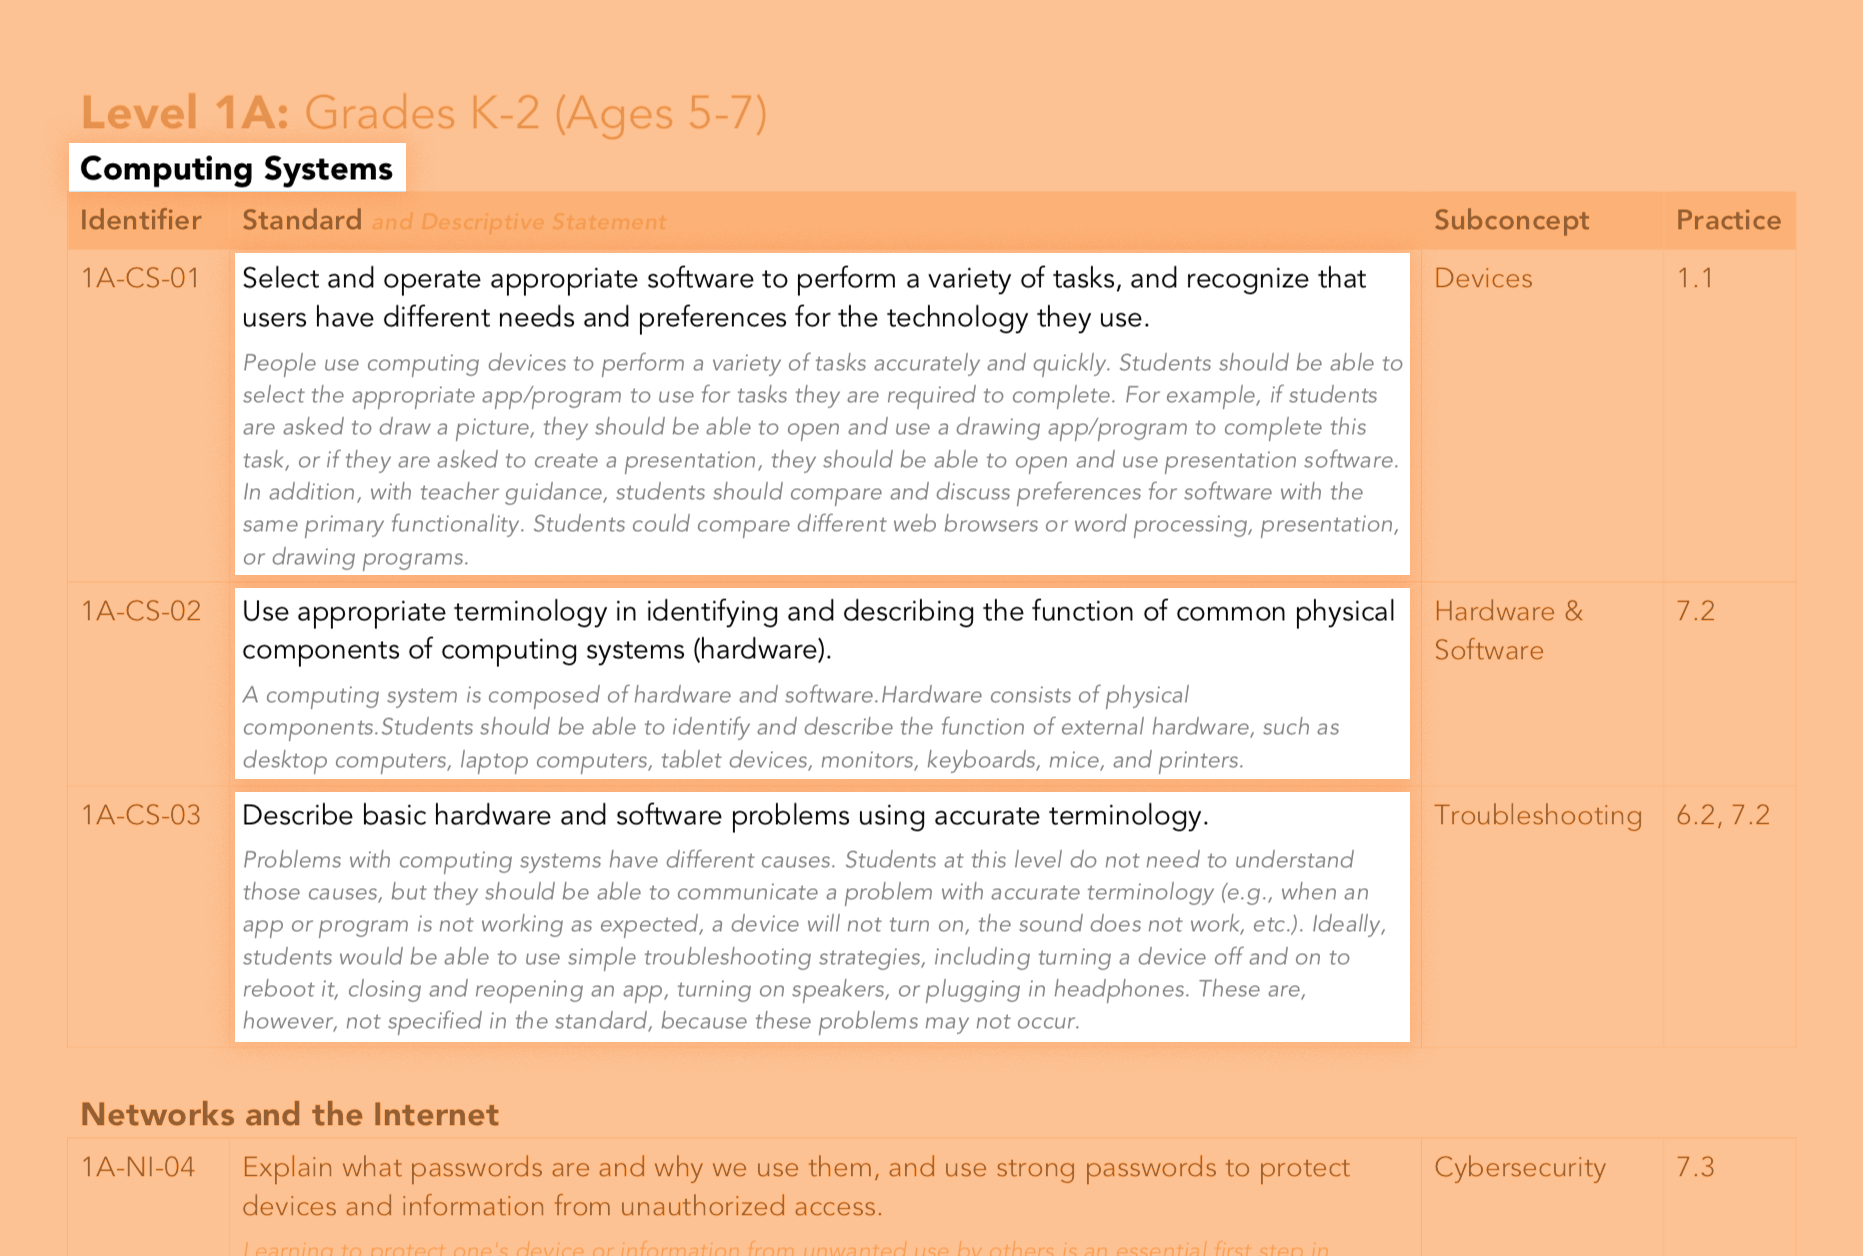 Level 1A: Grades K-2 (Ages 5-7)
Computing Systems
Identifier Standard and Descriptive Statement Subconcept Practice
1A-CS-01 Select and operate appropriate software to perform a variety of tasks, and recognize that Devices 1.1
users have different needs and preferences for the technology they use.
People use computing devices to perform a variety of tasks accurately and quickly. Students should be able to
select the appropriate app/program to use for tasks they are required to complete. For example, if students
are asked to draw a picture, they should be able to open and use a drawing app/program to complete this
task, or if they are asked to create a presentation, they should be able to open and use presentation software.
In addition, with teacher guidance, students should compare and discuss preferences for software with the
same primary functionality. Students could compare different web browsers or word processing, presentation,
or drawing programs.
1A-CS-02 Use appropriate terminology in identifying and describing the function of common physical Hardware & 7.2
components of computing systems (hardware). Software
A computing system is composed of hardware and software.Hardware consists of physical
components.Students should be able to identify and describe the function of external hardware, such as
desktop computers, laptop computers, tablet devices, monitors, keyboards, mice, and printers.
1A-CS-03 Describe basic hardware and software problems using accurate terminology. Troubleshooting 6.2, 7.2
Problems with computing systems have different causes. Students at this level do not need to understand
those causes, but they should be able to communicate a problem with accurate terminology (e.g., when an
app or program is not working as expected, a device will not turn on, the sound does not work, etc.). Ideally,
students would be able to use simple troubleshooting strategies, including turning a device off and on to
reboot it, closing and reopening an app, turning on speakers, or plugging in headphones. These are,
however, not specified in the standard, because these problems may not occur.
Networks and the Internet
1A-NI-04 Explain what passwords are and why we use them, and use strong passwords to protect Cybersecurity 7.3
devices and information from unauthorized access.
Learning to protect one's device or information from unwanted use by others is an essential first step in